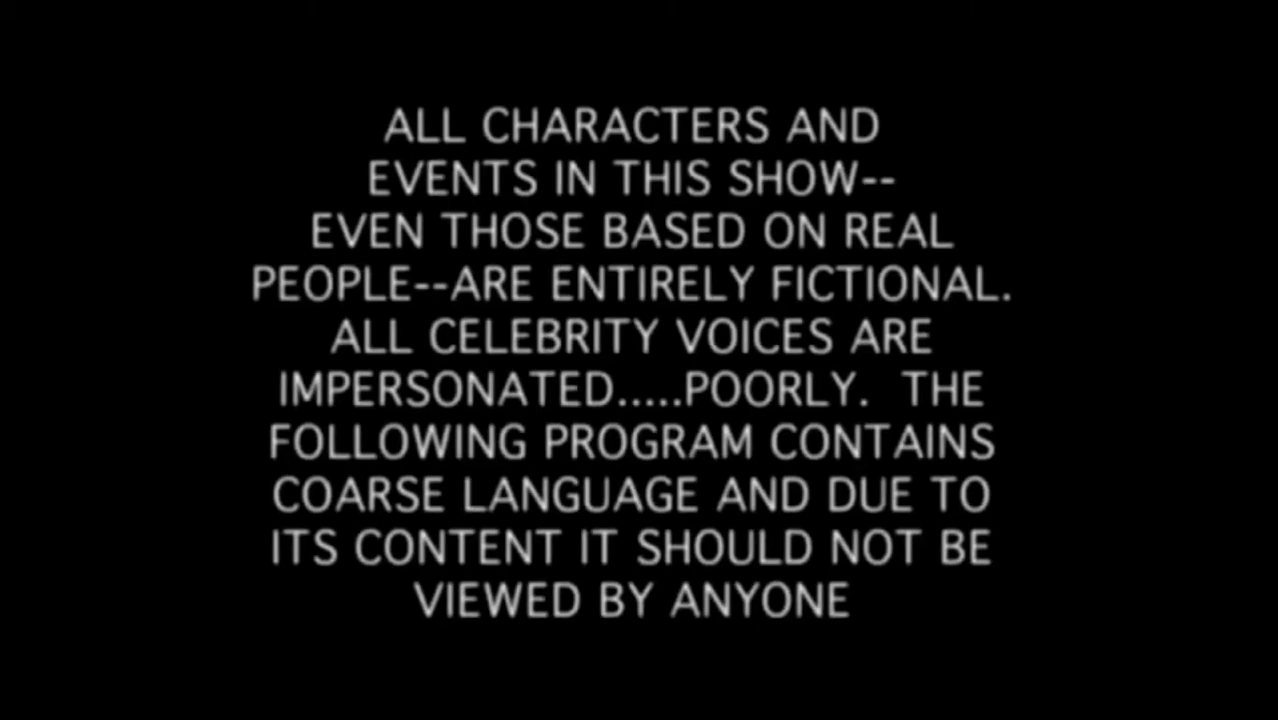 ALL CHARACTERS AND
EVENTS IN THIS SHOW--
EVEN THOSE BASED ON REAL
PEOPLE--ARE ENTIRELY FICTIONAL.
ALL CELEBRITY VOICES ARE
IMPERSONATED.....POORLY.  THE
FOLLOWING PROGRAM CONTAINS
COARSE LANGUAGE AND DUE TO
ITS CONTENT IT SHOULD NOT BE
VIEWED BY ANYONE